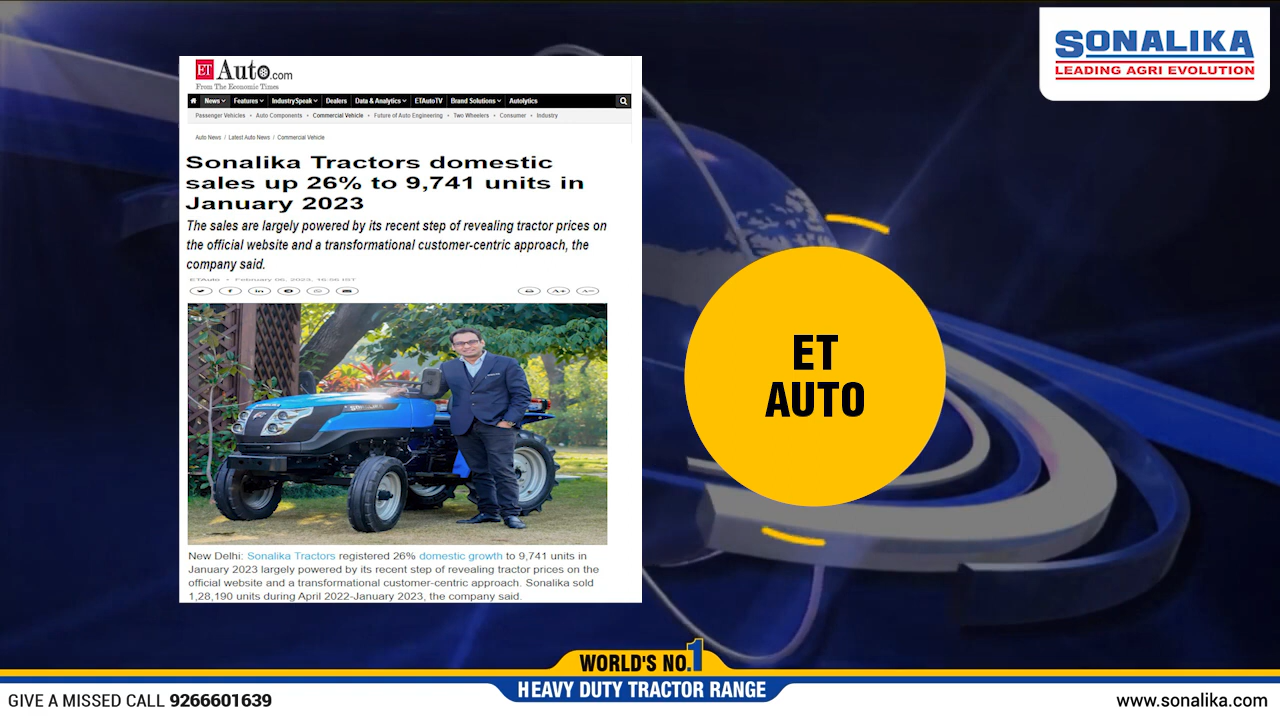 SONALIKA
LEADING AGRI EVOLUTION
ET Auto.com
From The Economic Times
News Features IndustrySpeak Dealers Data & Analytics ETAutoTV Brand Solutions Autolytics
Passenger Vehicles • Auto Components • Commercial Vehicle • Future of Auto Engineering • Two Wheelers • Consumer • Industry
Auto News / Latest Auto News / Commercial Vehicle
Sonalika Tractors domestic
sales up 26% to 9,741 units in
January 2023
The sales are largely powered by its recent step of revealing tractor prices on
the official website and a transformational customer-centric approach, the
company said.
ETAuto • February 06, 2023, 16:56 IST
A+ A-
New Delhi: Sonalika Tractors registered 26% domestic growth to 9,741 units in
January 2023 largely powered by its recent step of revealing tractor prices on the
official website and a transformational customer-centric approach. Sonalika sold
1,28,190 units during April 2022-January 2023, the company said.
ET
AUTO
WORLD'S NO.1
HEAVY DUTY TRACTOR RANGE
GIVE A MISSED CALL 9266601639
www.sonalika.com